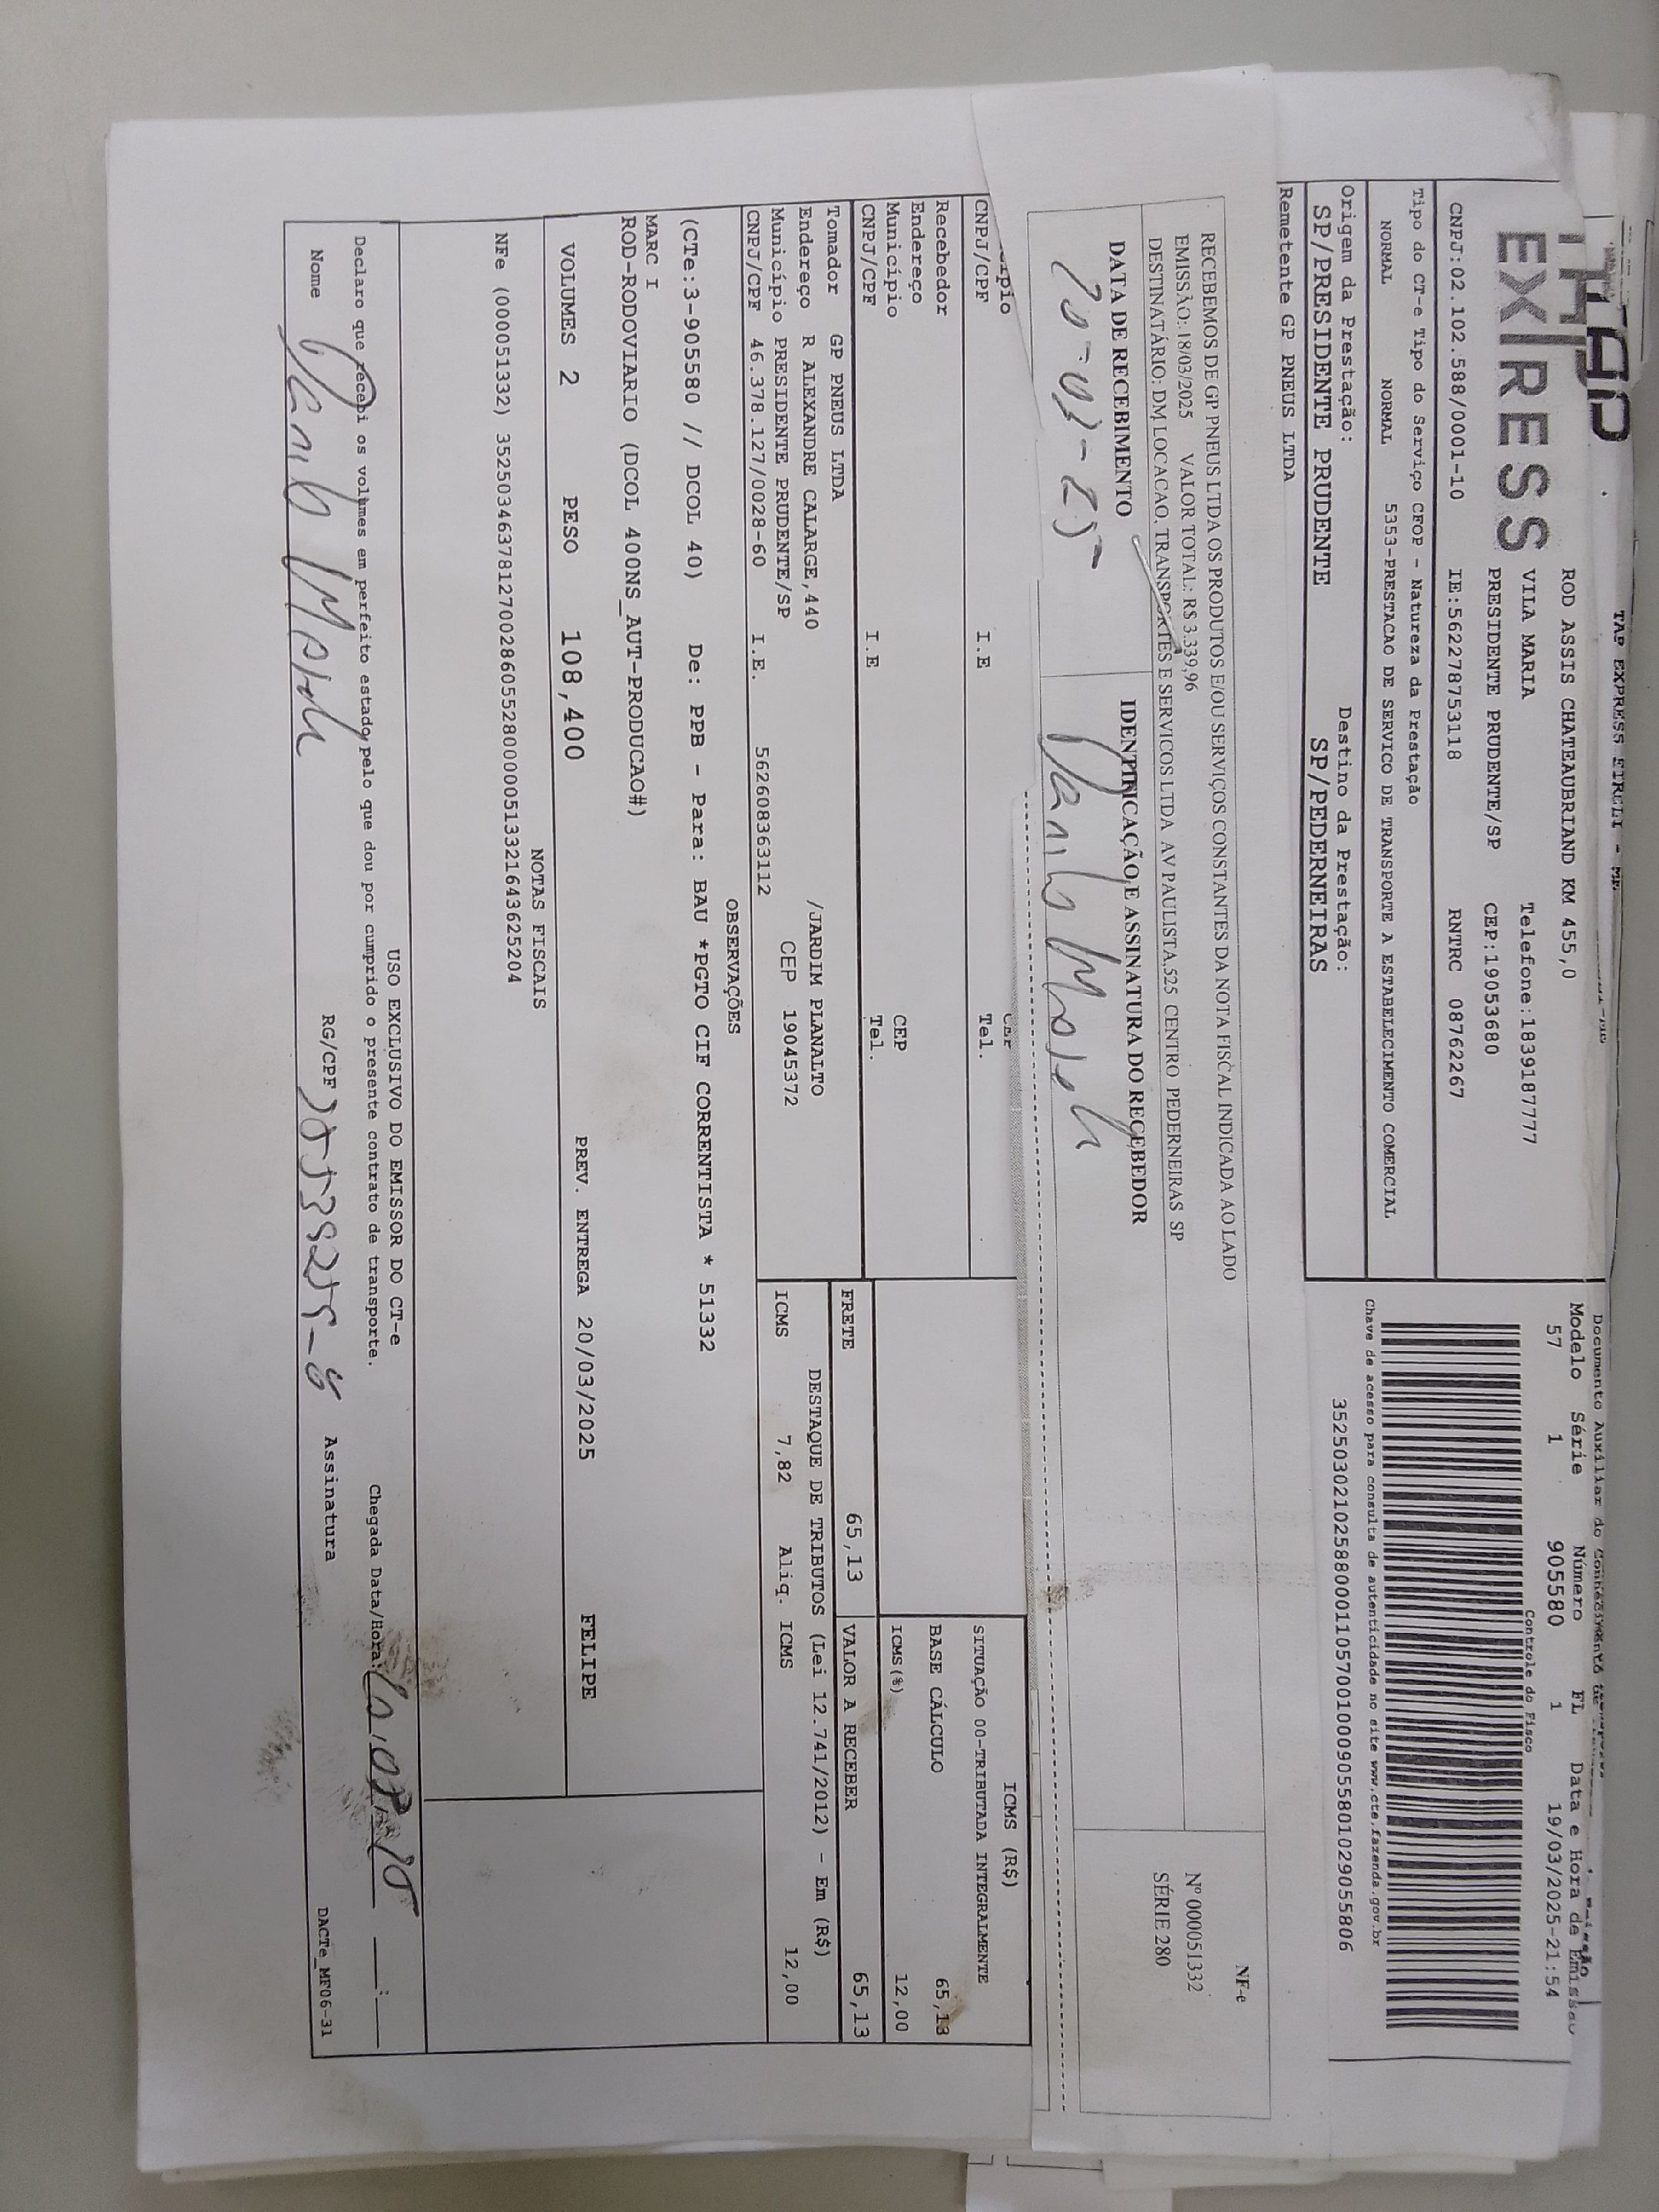 TAP EXPRESS EIRELI - ME
TAP
EXPRESS
ROD ASSIS CHATEAUBRIAND KM 455,0
VILA MARIA Telefone:1839187777
PRESIDENTE PRUDENTE/SP CEP:19053680
CNPJ:02.102.588/0001-10 IE:562278753118 RNTRC 08762267
Tipo do CT-e Tipo do Serviço CFOP - Natureza da Prestação
NORMAL NORMAL 5353-PRESTACAO DE SERVICO DE TRANSPORTE A ESTABELECIMENTO COMERCIAL
Origem da Prestação: Destino da Prestação:
SP/PRESIDENTE PRUDENTE SP/PEDERNEIRAS
Remetente GP PNEUS LTDA
Documento Auxiliar do Conhecimento de
Modelo Série Número FL Data e Hora de Emissão
57 1 905580 1 19/03/2025-21:54
Controle do Fisco
Chave de acesso para consulta de autenticidade no site www.cte.fazenda.gov.br
35250302102588000110570010009055801029055806
RECEBEMOS DE GP PNEUS LTDA OS PRODUTOS E/OU SERVIÇOS CONSTANTES DA NOTA FISCAL INDICADA AO LADO
EMISSÃO: 18/03/2025 VALOR TOTAL: R$ 3.339,96
DESTINATÁRIO: DM LOCACAO, TRANSPORTES E SERVICOS LTDA AV PAULISTA,525 CENTRO PEDERNEIRAS SP
DATA DE RECEBIMENTO IDENTIFICAÇÃO E ASSINATURA DO RECEBEDOR
20-03-25 Danilo
NF-e
Nº 000051332
SÉRIE 280
CNPJ/CPF I.E Tel.
Recebedor
Endereço
Município CEP
CNPJ/CPF I.E Tel.
Tomador GP PNEUS LTDA
Endereço R ALEXANDRE CALARGE,440 /JARDIM PLANALTO
Município PRESIDENTE PRUDENTE/SP CEP 19045372
CNPJ/CPF 46.378.127/0028-60 I.E. 562608363112
ICMS (R$)
SITUAÇÃO 00-TRIBUTADA INTEGRALMENTE
BASE CÁLCULO 65,13
ICMS(%) 12,00
FRETE 65,13 VALOR A RECEBER 65,13
DESTAQUE DE TRIBUTOS (Lei 12.741/2012) - Em (R$)
ICMS 7,82 Aliq. ICMS 12,00
OBSERVAÇÕES
(CTe:3-905580 // DCOL 40) De: PPB - Para: BAU *PGTO CIF CORRENTISTA * 51332
MARC I
ROD-RODOVIARIO (DCOL 400NS_AUT-PRODUCAO#)
VOLUMES 2 PESO 108,400 PREV. ENTREGA 20/03/2025 FELIPE
NOTAS FISCAIS
NFe (000051332) 35250346378127002860552800000513321643625204
USO EXCLUSIVO DO EMISSOR DO CT-e
Declaro que recebi os volumes em perfeito estado, pelo que dou por cumprido o presente contrato de transporte. Chegada Data/Hora: __:__
Nome Danilo RG/CPF Assinatura
DACTe_MF06-31